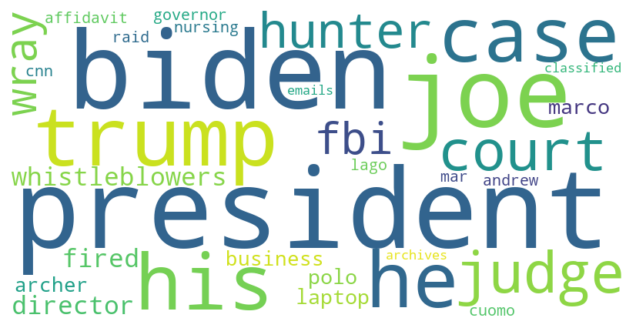 affidavit governor
nursing
wray raid hunter case
biden joe
cnn emails classified
trump fbi marco
court
lago
whistleblowers mar andrew
president
fired his business archives he judge
archer polo
director laptop
cuomo